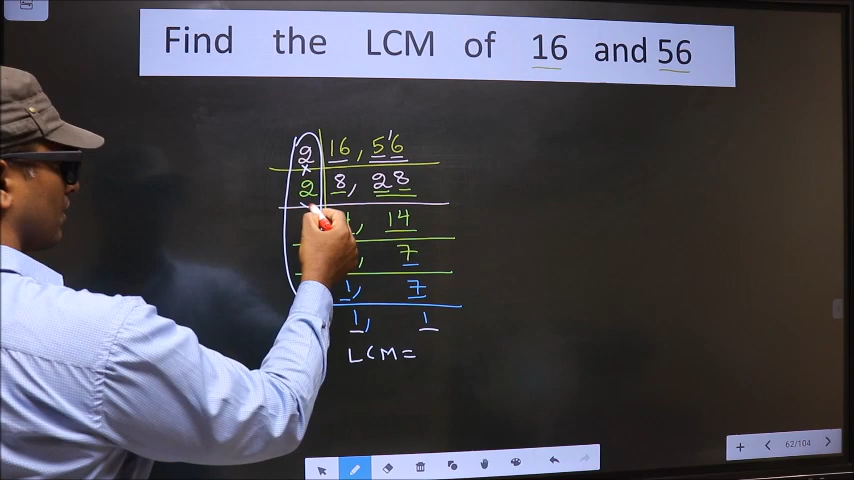 Find the LCM of 16 and 56
2 16, 56
2 8, 28
, 14
, 7
1, 7
1, 1
LCM =
62/104